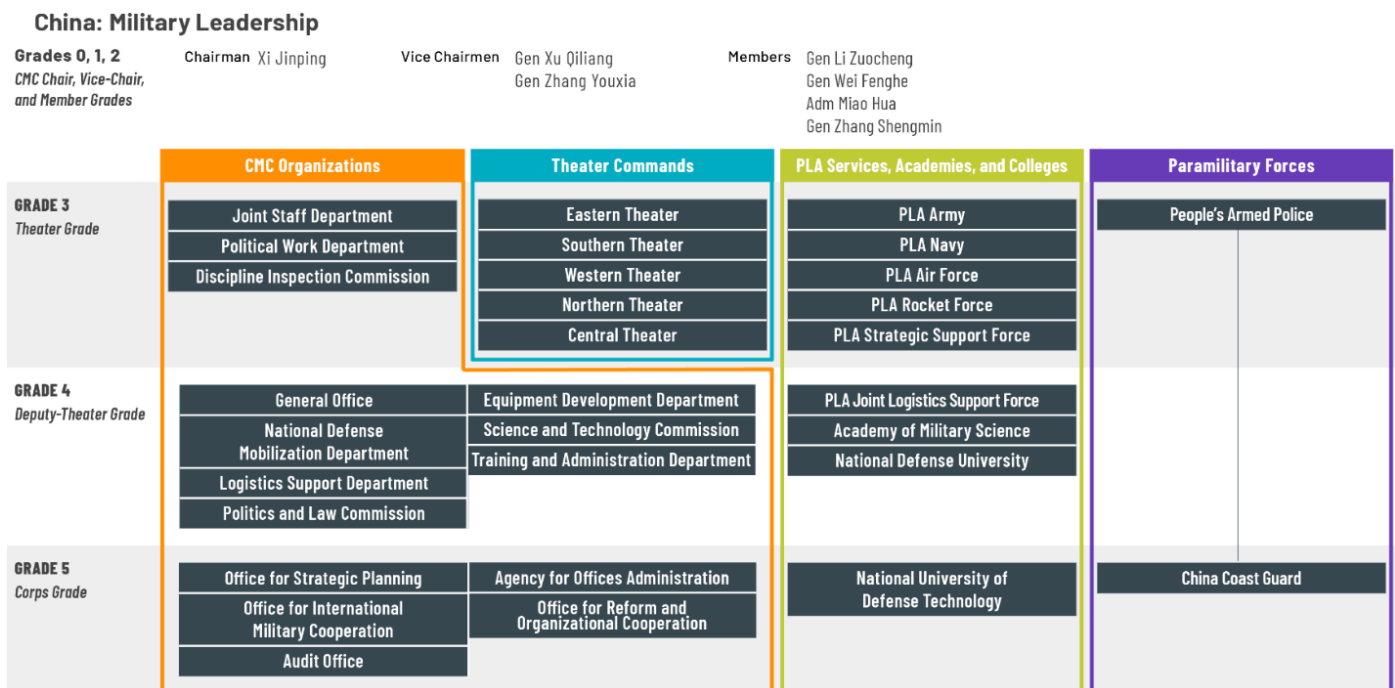 China: Military Leadership
Grades 0, 1, 2
CMC Chair, Vice-Chair,
and Member Grades
Chairman Xi Jinping
Vice Chairmen Gen Xu Qiliang
Gen Zhang Youxia
Members Gen Li Zuocheng
Gen Wei Fenghe
Adm Miao Hua
Gen Zhang Shengmin
CMC Organizations
Theater Commands
PLA Services, Academies, and Colleges
Paramilitary Forces
GRADE 3
Theater Grade
Joint Staff Department
Political Work Department
Discipline Inspection Commission
Eastern Theater
Southern Theater
Western Theater
Northern Theater
Central Theater
PLA Army
PLA Navy
PLA Air Force
PLA Rocket Force
PLA Strategic Support Force
People's Armed Police
GRADE 4
Deputy-Theater Grade
General Office
National Defense
Mobilization Department
Logistics Support Department
Politics and Law Commission
Equipment Development Department
Science and Technology Commission
Training and Administration Department
PLA Joint Logistics Support Force
Academy of Military Science
National Defense University
GRADE 5
Corps Grade
Office for Strategic Planning
Office for International
Military Cooperation
Audit Office
Agency for Offices Administration
Office for Reform and
Organizational Cooperation
National University of
Defense Technology
China Coast Guard